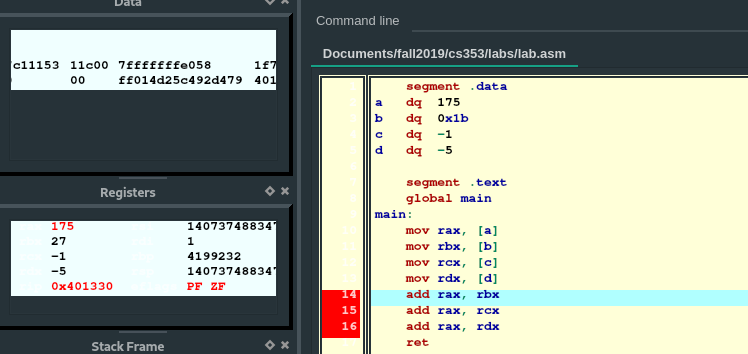 Data
c11153 11c00 7fffffffe058 1f7
00 ff014d25c492d479 401
Registers
175 14073748834
27 1
-1 4199232
-5 14073748834
0x401330 PF ZF
Stack Frame
Command line
Documents/fall2019/cs353/labs/lab.asm
segment .data
a dq 175
b dq 0x1b
c dq -1
d dq -5
segment .text
global main
main:
mov rax, [a]
mov rbx, [b]
mov rcx, [c]
mov rdx, [d]
14 add rax, rbx
15 add rax, rcx
16 add rax, rdx
ret